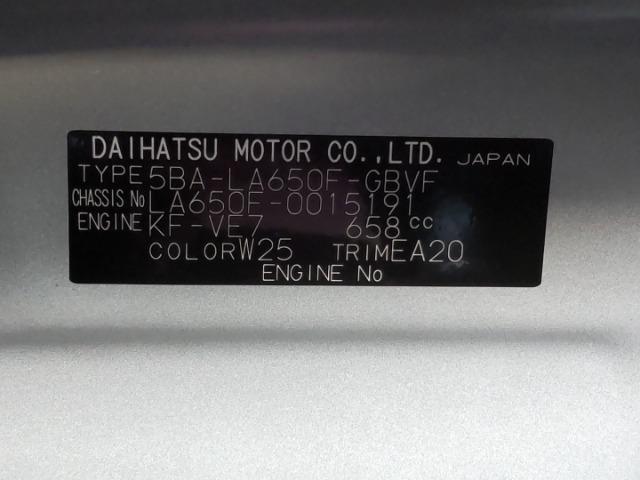 DAIHATSU MOTOR CO.,LTD. JAPAN
TYPE 5BA-LA650F-GBVF
CHASSIS No LA650F-0015191
ENGINE KF-VE7 658 cc
COLOR W25 TRIM EA20
ENGINE No